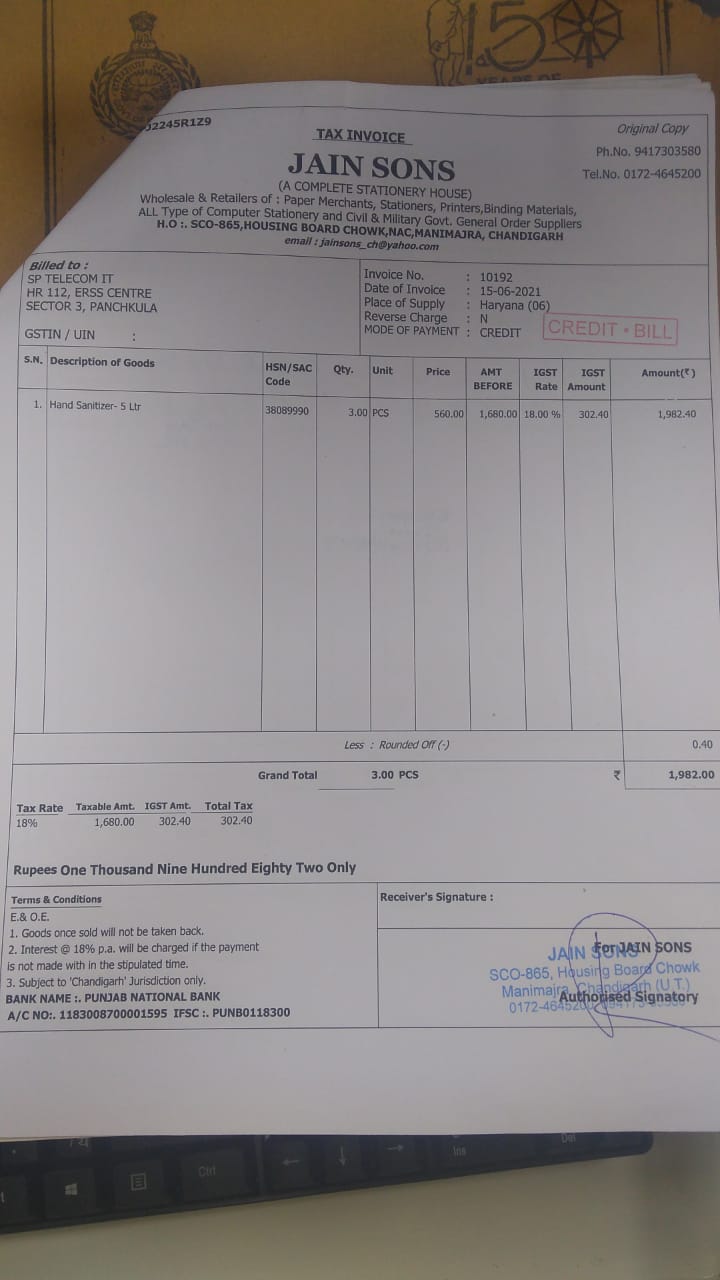 150
YEARS OF
J2245R1Z9
TAX INVOICE
Original Copy
JAIN SONS
Ph.No. 9417303580
(A COMPLETE STATIONERY HOUSE)
Tel.No. 0172-4645200
Wholesale & Retailers of : Paper Merchants, Stationers, Printers,Binding Materials,
ALL Type of Computer Stationery and Civil & Military Govt. General Order Suppliers
H.O :. SCO-865,HOUSING BOARD CHOWK,NAC,MANIMAJRA, CHANDIGARH
email : jainsons_ch@yahoo.com
Billed to :
SP TELECOM IT
HR 112, ERSS CENTRE
SECTOR 3, PANCHKULA
GSTIN / UIN :
Invoice No. : 10192
Date of Invoice : 15-06-2021
Place of Supply : Haryana (06)
Reverse Charge : N
MODE OF PAYMENT : CREDIT
CREDIT • BILL
S.N. Description of Goods HSN/SAC Code Qty. Unit Price AMT BEFORE IGST Rate IGST Amount Amount(₹)
1. Hand Sanitizer- 5 Ltr 38089990 3.00 PCS 560.00 1,680.00 18.00 % 302.40 1,982.40
Less : Rounded Off (-) 0.40
Grand Total 3.00 PCS ₹ 1,982.00
Tax Rate Taxable Amt. IGST Amt. Total Tax
18% 1,680.00 302.40 302.40
Rupees One Thousand Nine Hundred Eighty Two Only
Terms & Conditions
E.& O.E.
1. Goods once sold will not be taken back.
2. Interest @ 18% p.a. will be charged if the payment
is not made with in the stipulated time.
3. Subject to 'Chandigarh' Jurisdiction only.
BANK NAME :. PUNJAB NATIONAL BANK
A/C NO:. 1183008700001595 IFSC :. PUNB0118300
Receiver's Signature :
For JAIN SONS
JAIN SONS
SCO-865, Housing Board Chowk
Manimajra, Chandigarh (U.T.)
Authorised Signatory
0172-4645200
Ctrl
Ins
Del